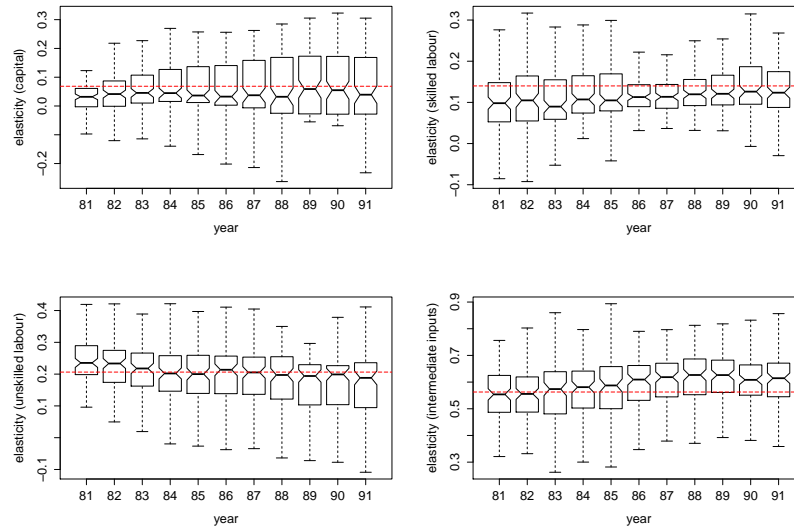 elasticity (capital)
−0.2 0.0 0.1 0.2 0.3
81 82 83 84 85 86 87 88 89 90 91
year
elasticity (skilled labour)
−0.1 0.0 0.1 0.2 0.3
81 82 83 84 85 86 87 88 89 90 91
year
elasticity (unskilled labour)
−0.1 0.1 0.2 0.3 0.4
81 82 83 84 85 86 87 88 89 90 91
year
elasticity (intermediate inputs)
0.3 0.5 0.7 0.9
81 82 83 84 85 86 87 88 89 90 91
year